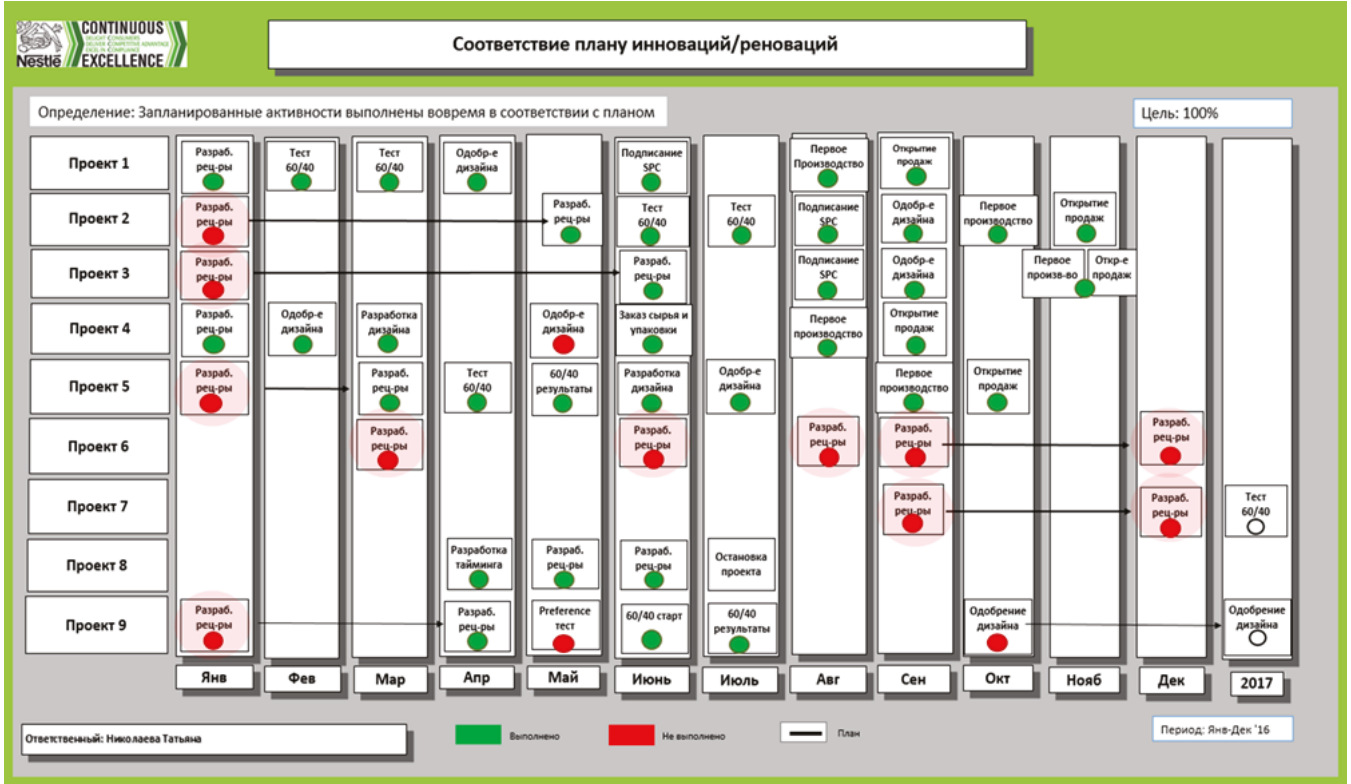 CONTINUOUS
DELIGHT CONSUMERS
DELIVER COMPETITIVE ADVANTAGE
EXCEL IN COMPLIANCE
EXCELLENCE
Nestlé
Соответствие плану инноваций/реноваций
Определение: Запланированные активности выполнены вовремя в соответствии с планом
Цель: 100%
Проект 1
Разраб.
рец-ры
Тест
60/40
Тест
60/40
Одобр-е
дизайна
Подписание
SPC
Первое
Производство
Открытие
продаж
Проект 2
Разраб.
рец-ры
Разраб.
рец-ры
Тест
60/40
Тест
60/40
Подписание
SPC
Одобр-е
дизайна
Первое
производство
Открытие
продаж
Проект 3
Разраб.
рец-ры
Разраб.
рец-ры
Подписание
SPC
Одобр-е
дизайна
Первое
произв-во
Откр-е
продаж
Проект 4
Разраб.
рец-ры
Одобр-е
дизайна
Разработка
дизайна
Одобр-е
дизайна
Заказ сырья и
упаковки
Первое
производство
Открытие
продаж
Проект 5
Разраб.
рец-ры
Разраб.
рец-ры
Тест
60/40
60/40
результаты
Разработка
дизайна
Одобр-е
дизайна
Первое
производство
Открытие
продаж
Проект 6
Разраб.
рец-ры
Разраб.
рец-ры
Разраб.
рец-ры
Разраб.
рец-ры
Разраб.
рец-ры
Проект 7
Разраб.
рец-ры
Разраб.
рец-ры
Тест
60/40
Проект 8
Разработка
тайминга
Разраб.
рец-ры
Разраб.
рец-ры
Остановка
проекта
Проект 9
Разраб.
рец-ры
Разраб.
рец-ры
Preference
тест
60/40 старт
60/40
результаты
Одобрение
дизайна
Одобрение
дизайна
Янв
Фев
Мар
Апр
Май
Июнь
Июль
Авг
Сен
Окт
Нояб
Дек
2017
Ответственный: Николаева Татьяна
Выполнено
Не выполнено
План
Период: Янв-Дек '16